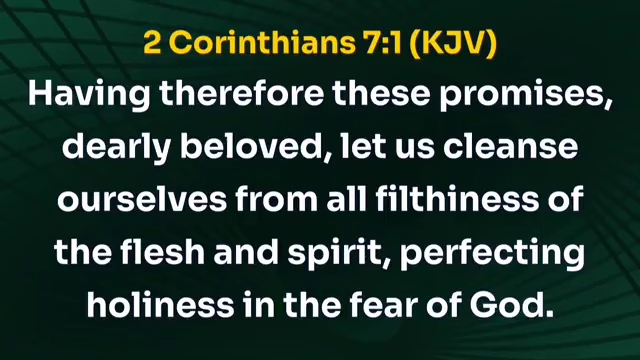 2 Corinthians 7:1 (KJV)
Having therefore these promises,
dearly beloved, let us cleanse
ourselves from all filthiness of
the flesh and spirit, perfecting
holiness in the fear of God.